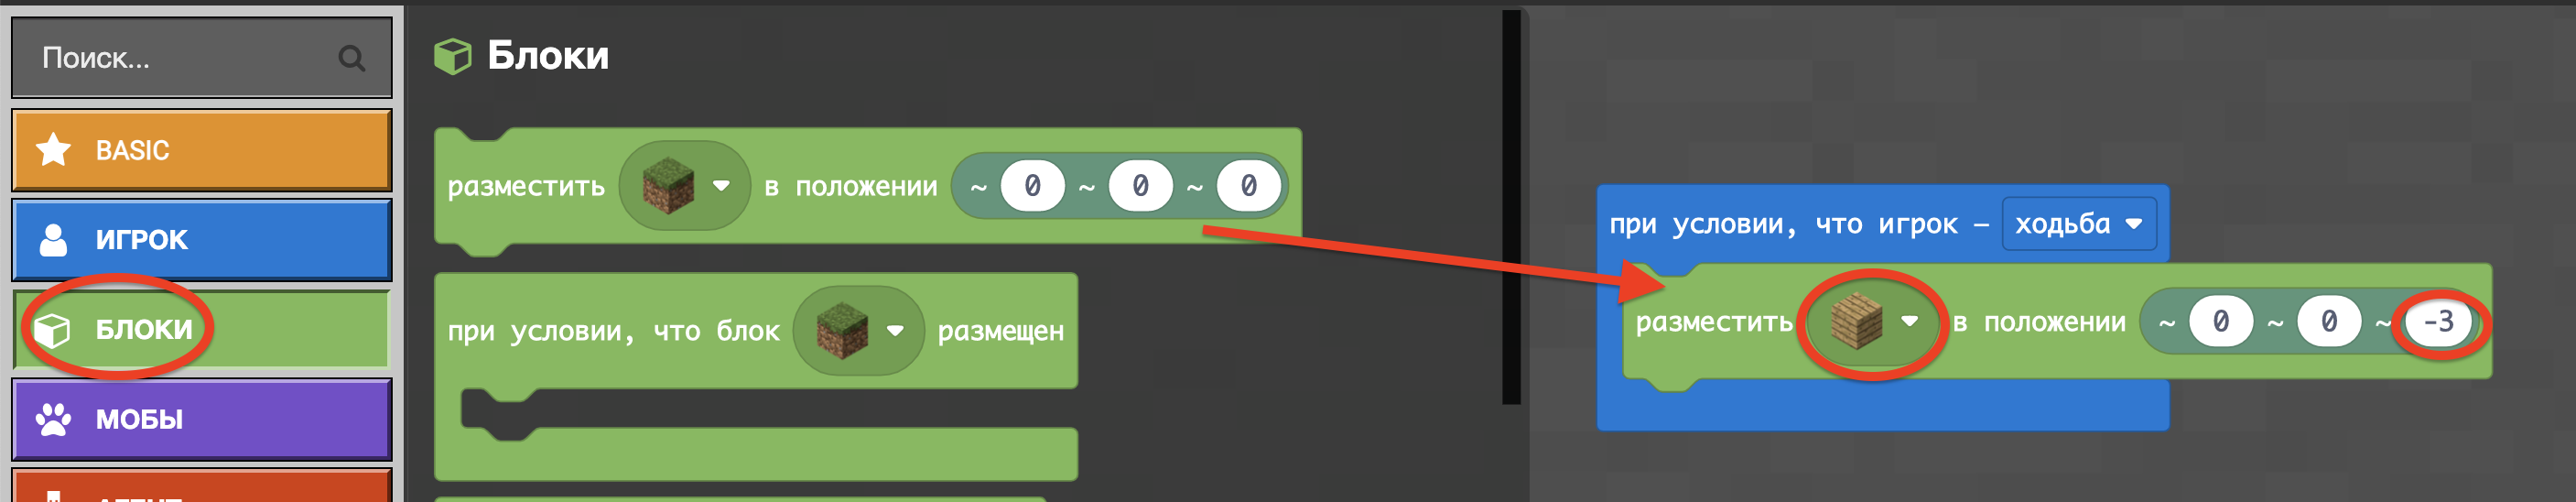 Поиск...
BASIC
ИГРОК
БЛОКИ
МОБЫ
Блоки
разместить в положении ~ 0 ~ 0 ~ 0
при условии, что блок размещен
при условии, что игрок – ходьба
разместить в положении ~ 0 ~ 0 ~ -3